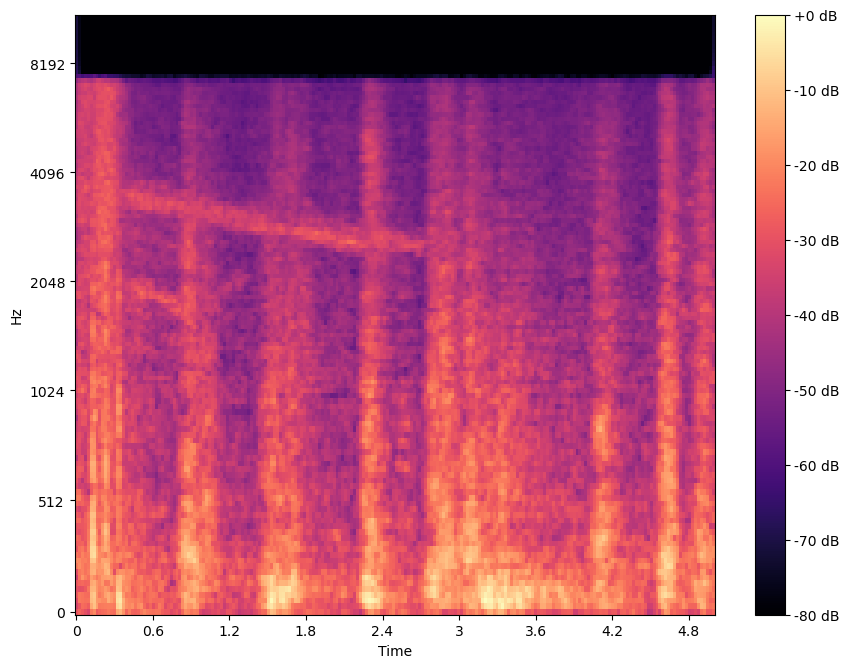 8192
4096
2048
1024
512
0
Hz
0 0.6 1.2 1.8 2.4 3 3.6 4.2 4.8
Time
+0 dB
-10 dB
-20 dB
-30 dB
-40 dB
-50 dB
-60 dB
-70 dB
-80 dB